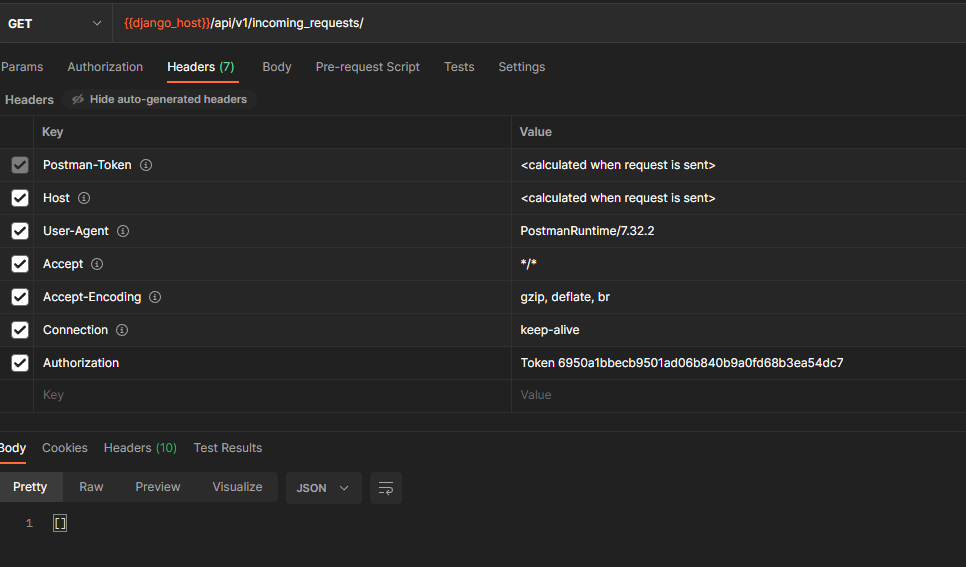 GET {{django_host}}/api/v1/incoming_requests/
Params Authorization Headers (7) Body Pre-request Script Tests Settings
Headers Hide auto-generated headers
Key Value
Postman-Token <calculated when request is sent>
Host <calculated when request is sent>
User-Agent PostmanRuntime/7.32.2
Accept */*
Accept-Encoding gzip, deflate, br
Connection keep-alive
Authorization Token 6950a1bbecb9501ad06b840b9a0fd68b3ea54dc7
Key Value
Body Cookies Headers (10) Test Results
Pretty Raw Preview Visualize JSON
1 []